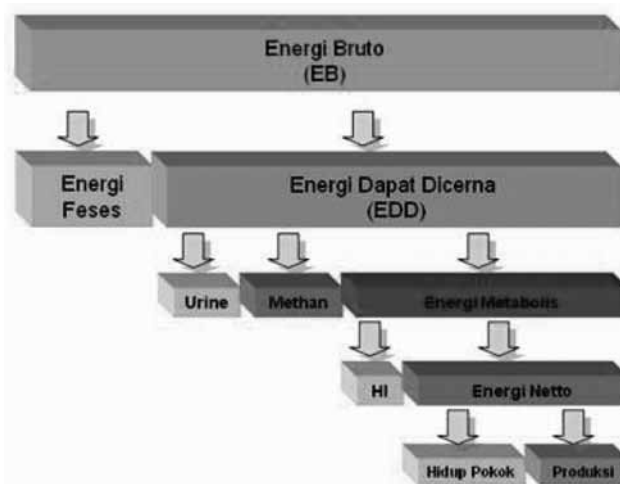 Energi Bruto
(EB)
Energi
Feses
Energi Dapat Dicerna
(EDD)
Urine
Methan
Energi Metabolis
HI
Energi Netto
Hidup Pokok
Produksi